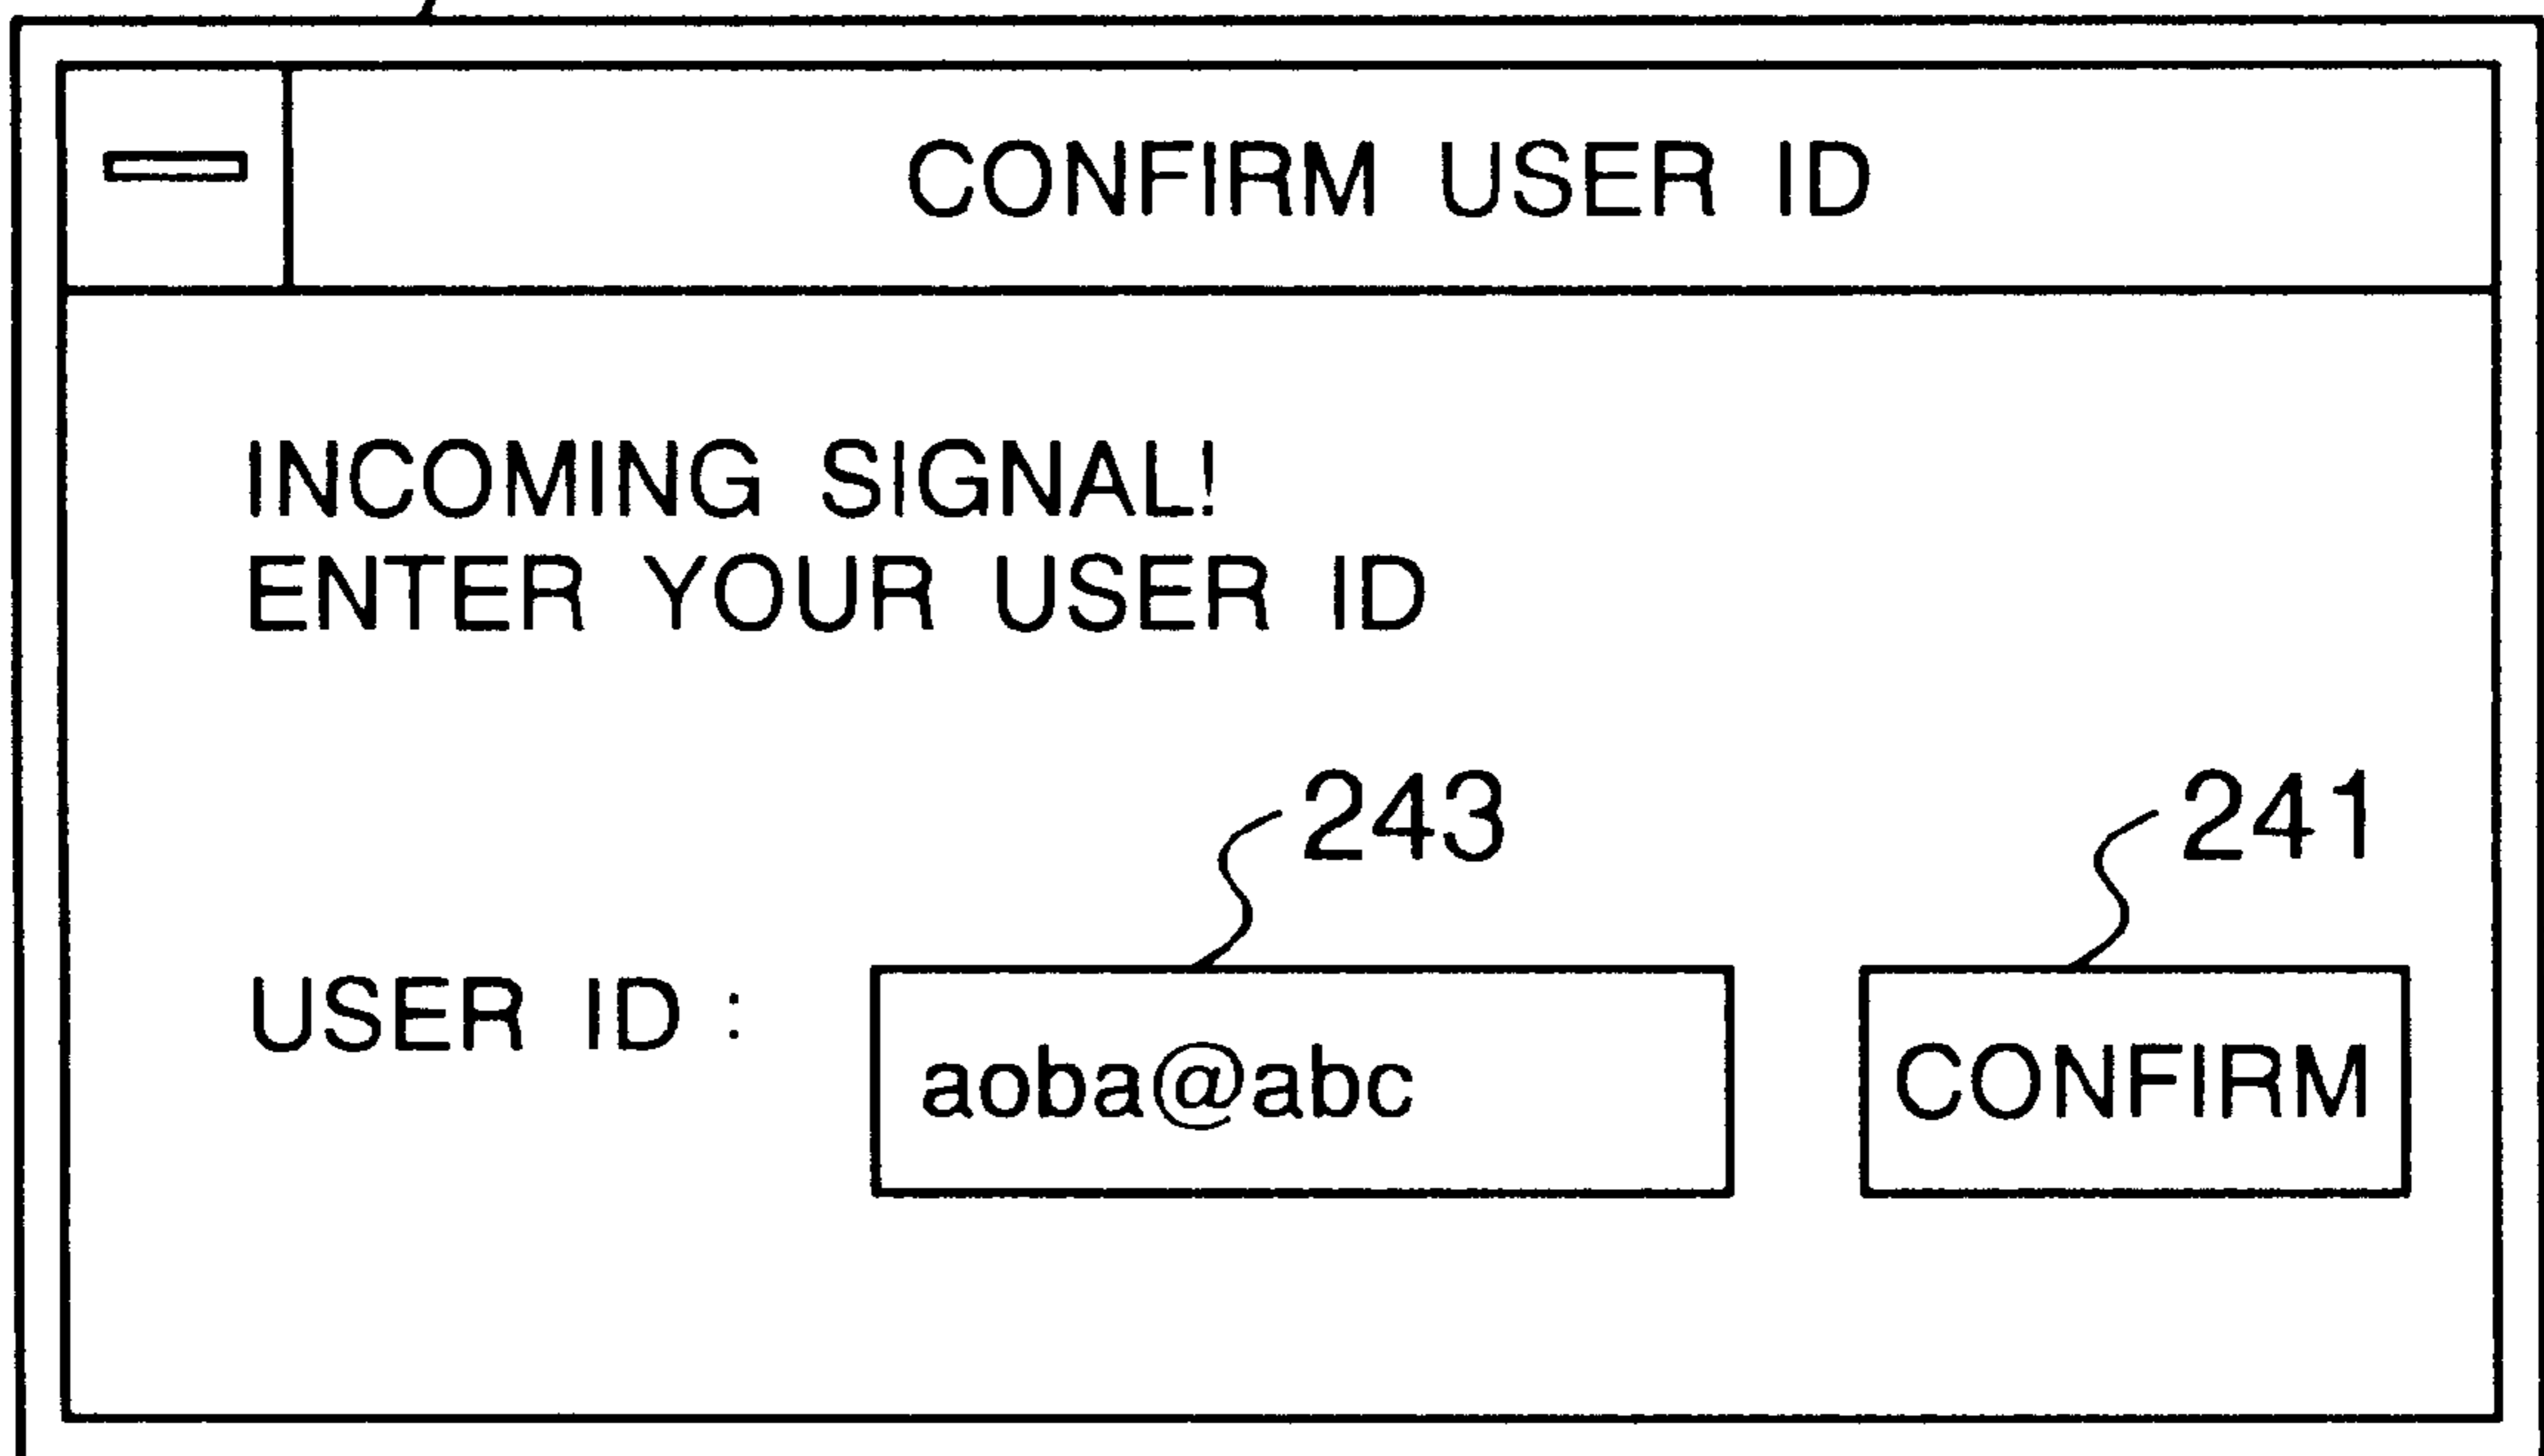 CONFIRM USER ID
INCOMING SIGNAL!
ENTER YOUR USER ID
243
241
USER ID :
aoba@abc
CONFIRM